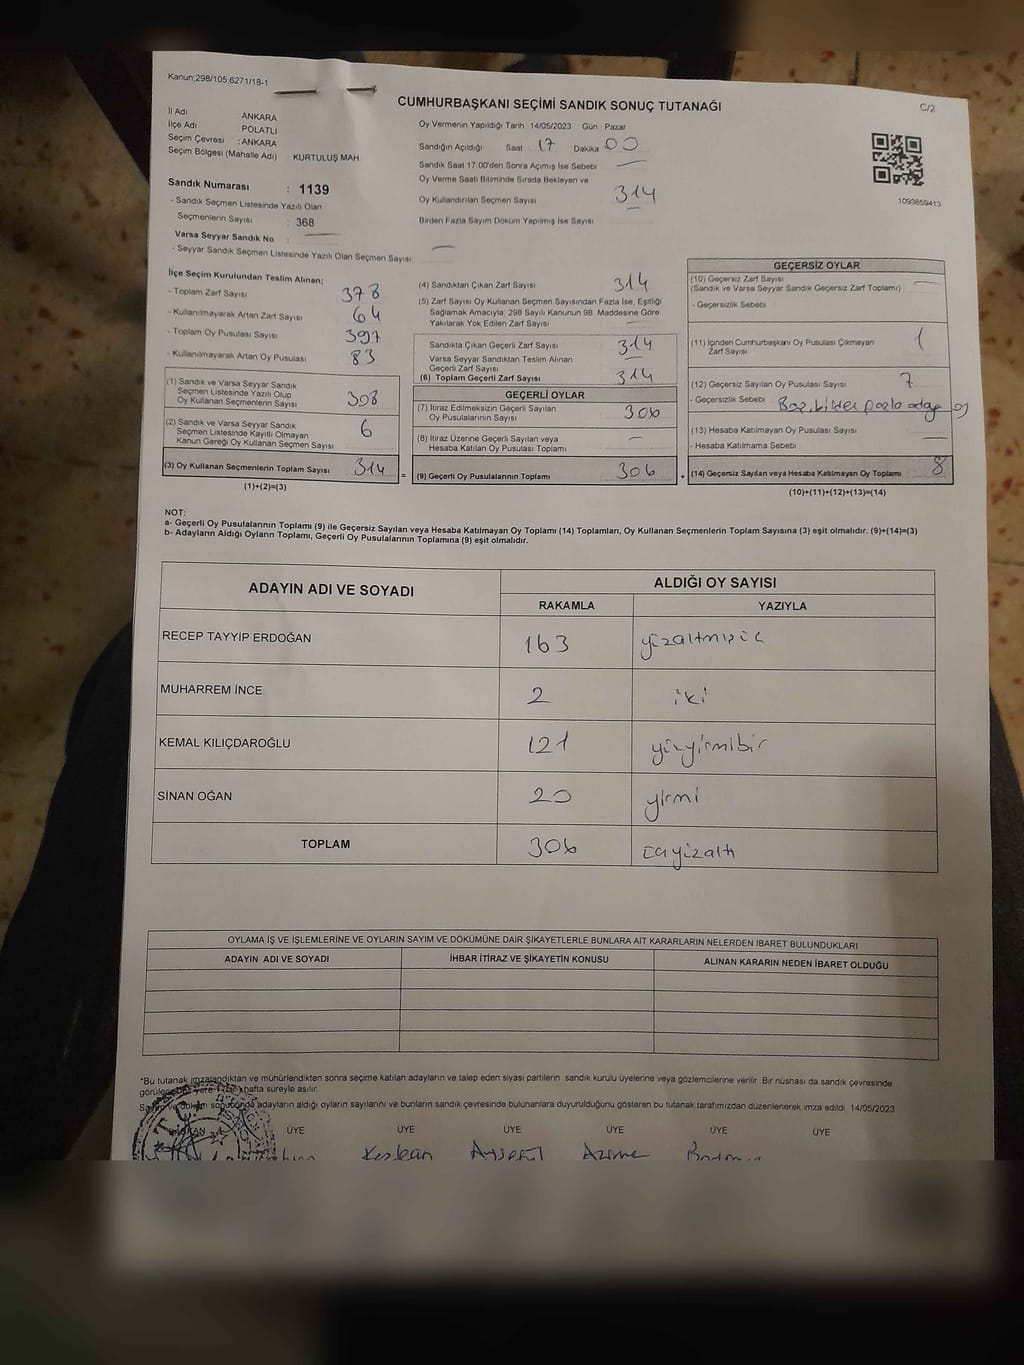 Kanun;298/105,6271/18-1
CUMHURBAŞKANI SEÇİMİ SANDIK SONUÇ TUTANAĞI
C/2
İl Adı ANKARA
İlçe Adı POLATLI
Seçim Çevresi : ANKARA
Seçim Bölgesi (Mahalle Adı) KURTULUŞ MAH.
Sandık Numarası : 1139
- Sandık Seçmen Listesinde Yazılı Olan
Seçmenlerin Sayısı : 368
Varsa Seyyar Sandık No
- Seyyar Sandık Seçmen Listesinde Yazılı Olan Seçmen Sayısı
Oy Vermenin Yapıldığı Tarih 14/05/2023 Gün Pazar
Sandığın Açıldığı Saat 17 Dakika 00
Sandık Saat 17.00'den Sonra Açılmış İse Sebebi
Oy Verme Saati Bitiminde Sırada Bekleyen ve
Oy Kullandırılan Seçmen Sayısı 314
Birden Fazla Sayım Döküm Yapılmış İse Sayısı
1093859413
İlçe Seçim Kurulundan Teslim Alınan;
- Toplam Zarf Sayısı 378
- Kullanılmayarak Artan Zarf Sayısı 64
- Toplam Oy Pusulası Sayısı 397
- Kullanılmayarak Artan Oy Pusulası 83
(1) Sandık ve Varsa Seyyar Sandık
Seçmen Listesinde Yazılı Olup
Oy Kullanan Seçmenlerin Sayısı 308
(2) Sandık ve Varsa Seyyar Sandık
Seçmen Listesinde Kayıtlı Olmayan
Kanun Gereği Oy Kullanan Seçmen Sayısı 6
(3) Oy Kullanan Seçmenlerin Toplam Sayısı 314 =
(1)+(2)=(3)
(4) Sandıktan Çıkan Zarf Sayısı 314
(5) Zarf Sayısı Oy Kullanan Seçmen Sayısından Fazla İse, Eşitliği
Sağlamak Amacıyla; 298 Sayılı Kanunun 98. Maddesine Göre
Yakılarak Yok Edilen Zarf Sayısı
Sandıkta Çıkan Geçerli Zarf Sayısı 314
Varsa Seyyar Sandıktan Teslim Alınan
Geçerli Zarf Sayısı
(6) Toplam Geçerli Zarf Sayısı 314
GEÇERLİ OYLAR
(7) İtiraz Edilmeksizin Geçerli Sayılan
Oy Pusulalarının Sayısı 306
(8) İtiraz Üzerine Geçerli Sayılan veya
Hesaba Katılan Oy Pusulası Toplamı
(9) Geçerli Oy Pusulalarının Toplamı 306 +
GEÇERSİZ OYLAR
(10) Geçersiz Zarf Sayısı
(Sandık ve Varsa Seyyar Sandık Geçersiz Zarf Toplamı)
- Geçersizlik Sebebi
(11) İçinden Cumhurbaşkanı Oy Pusulası Çıkmayan
Zarf Sayısı 1
(12) Geçersiz Sayılan Oy Pusulası Sayısı 7
- Geçersizlik Sebebi fazla aday
(13) Hesaba Katılmayan Oy Pusulası Sayısı
- Hesaba Katılmama Sebebi
(14) Geçersiz Sayılan veya Hesaba Katılmayan Oy Toplamı 8
(10)+(11)+(12)+(13)=(14)
NOT:
a- Geçerli Oy Pusulalarının Toplamı (9) ile Geçersiz Sayılan veya Hesaba Katılmayan Oy Toplamı (14) Toplamları, Oy Kullanan Seçmenlerin Toplam Sayısına (3) eşit olmalıdır. (9)+(14)=(3)
b- Adayların Aldığı Oyların Toplamı, Geçerli Oy Pusulalarının Toplamına (9) eşit olmalıdır.
ADAYIN ADI VE SOYADI ALDIĞI OY SAYISI
RAKAMLA YAZIYLA
RECEP TAYYİP ERDOĞAN 163 yüzaltmışüç
MUHARREM İNCE 2 iki
KEMAL KILIÇDAROĞLU 121 yüzyirmibir
SİNAN OĞAN 20 yirmi
TOPLAM 306 üçyüzaltı
OYLAMA İŞ VE İŞLEMLERİNE VE OYLARIN SAYIM VE DÖKÜMÜNE DAİR ŞİKAYETLERLE BUNLARA AİT KARARLARIN NELERDEN İBARET BULUNDUKLARI
ADAYIN ADI VE SOYADI İHBAR İTİRAZ VE ŞİKAYETİN KONUSU ALINAN KARARIN NEDEN İBARET OLDUĞU
*Bu tutanak imzalandıktan ve mühürlendikten sonra seçime katılan adayların ve talep eden siyasi partilerin sandık kurulu üyelerine veya gözlemcilerine verilir. Bir nüshası da sandık çevresinde
hafta süreyle asılır.
adayların aldığı oyların sayılarını ve bunların sandık çevresinde bulunanlara duyurulduğunu gösteren bu tutanak tarafımızdan düzenlenerek imza edildi. 14/05/2023
ÜYE ÜYE ÜYE ÜYE ÜYE ÜYE